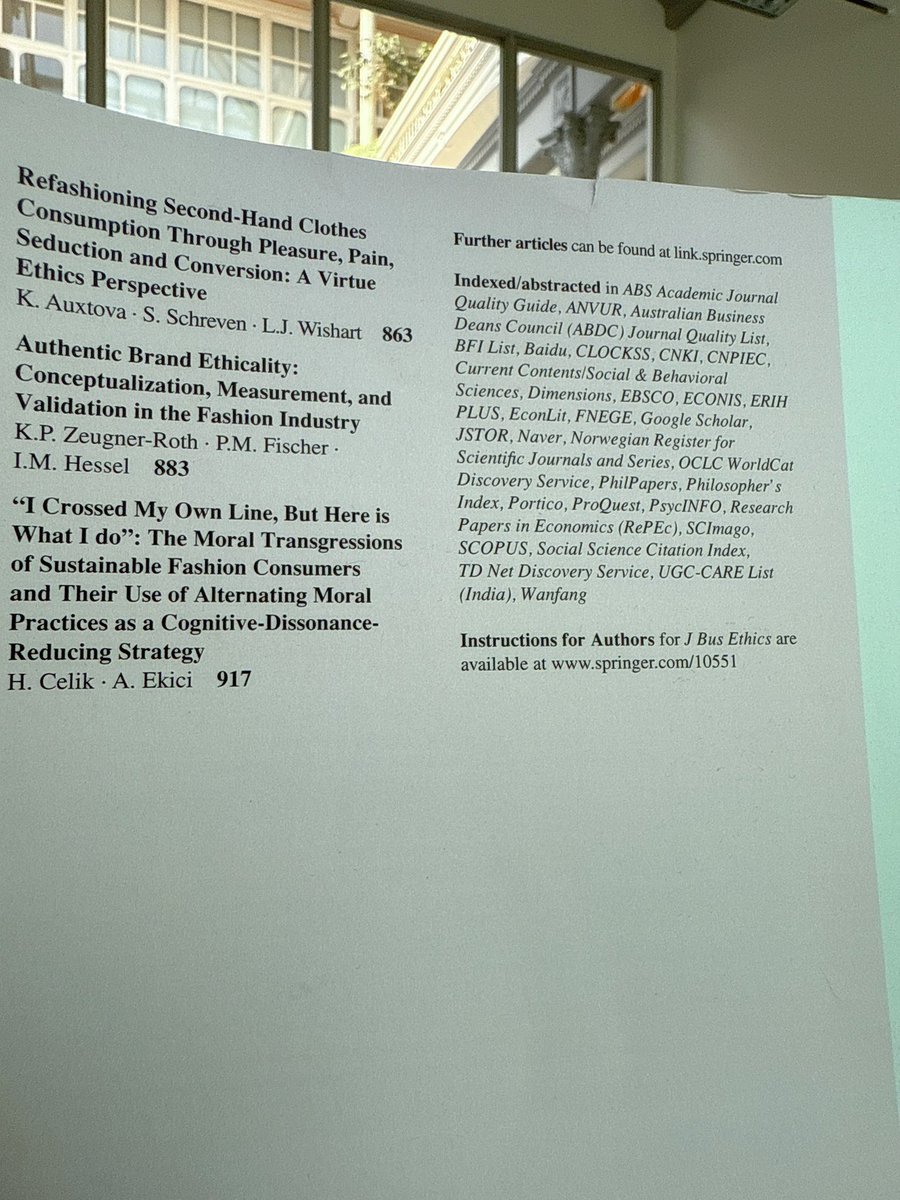 Refashioning Second-Hand Clothes
Consumption Through Pleasure, Pain,
Seduction and Conversion: A Virtue
Ethics Perspective
K. Auxtova · S. Schreven · L.J. Wishart 863
Authentic Brand Ethicality:
Conceptualization, Measurement, and
Validation in the Fashion Industry
K.P. Zeugner-Roth · P.M. Fischer ·
I.M. Hessel 883
“I Crossed My Own Line, But Here is
What I do”: The Moral Transgressions
of Sustainable Fashion Consumers
and Their Use of Alternating Moral
Practices as a Cognitive-Dissonance-
Reducing Strategy
H. Celik · A. Ekici 917
Further articles can be found at link.springer.com
Indexed/abstracted in ABS Academic Journal
Quality Guide, ANVUR, Australian Business
Deans Council (ABDC) Journal Quality List,
BFI List, Baidu, CLOCKSS, CNKI, CNPIEC,
Current Contents/Social & Behavioral
Sciences, Dimensions, EBSCO, ECONIS, ERIH
PLUS, EconLit, FNEGE, Google Scholar,
JSTOR, Naver, Norwegian Register for
Scientific Journals and Series, OCLC WorldCat
Discovery Service, PhilPapers, Philosopher's
Index, Portico, ProQuest, PsycINFO, Research
Papers in Economics (RePEc), SCImago,
SCOPUS, Social Science Citation Index,
TD Net Discovery Service, UGC-CARE List
(India), Wanfang
Instructions for Authors for J Bus Ethics are
available at www.springer.com/10551